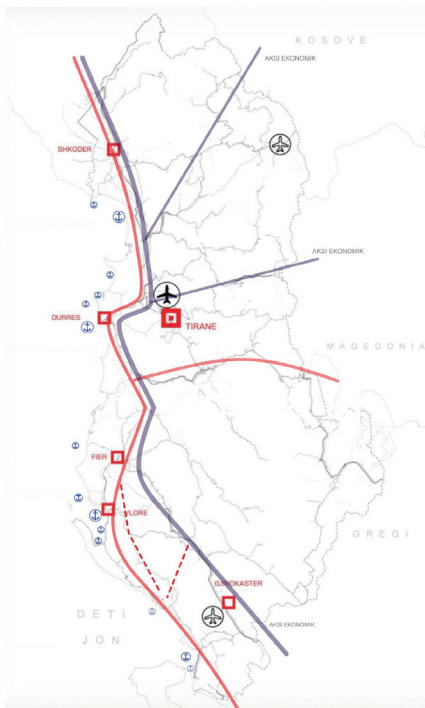 KOSOVE
AKSI EKONOMIK
SHKODER
AKSI EKONOMIK
DURRES
TIRANE
MAQEDONIA
FIER
VLORE
GREQI
GJIROKASTER
DETI
JON
AKSI EKONOMIK